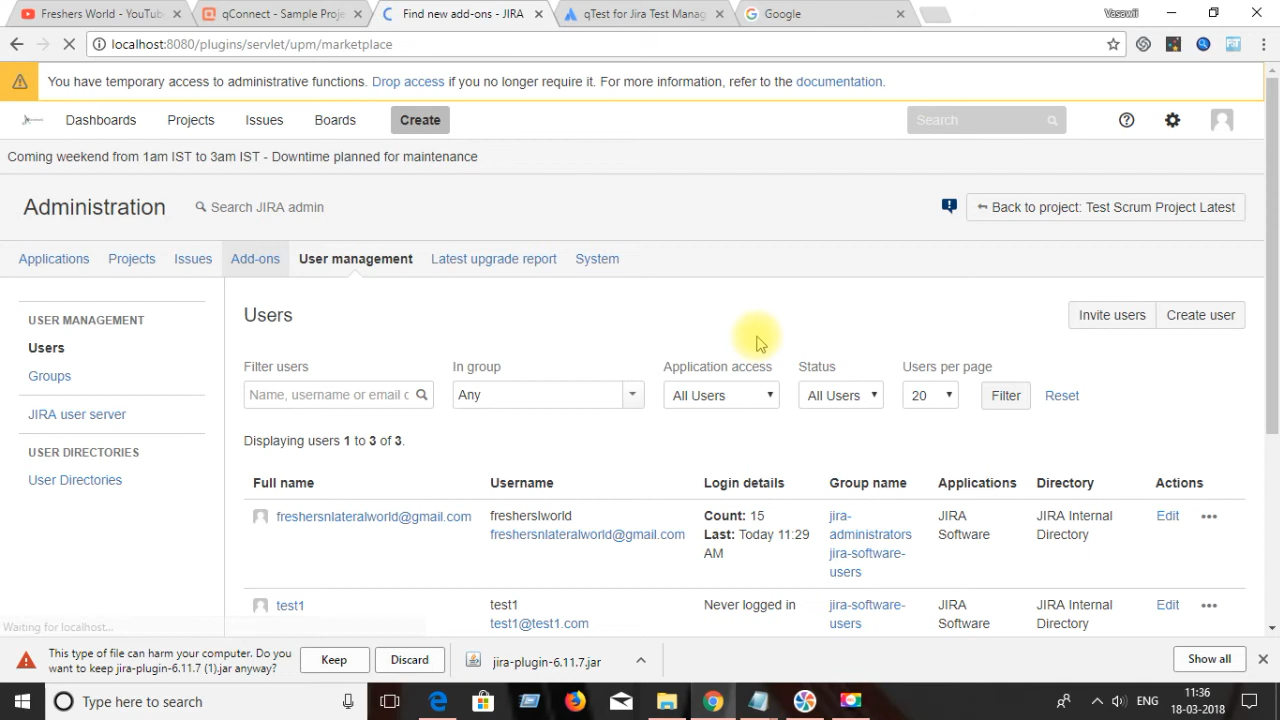 Freshers World - YouTub
qConnect - Sample Proje
Find new add-ons - JIRA
qTest for Jira Test Manag
Google
Vasawii
localhost:8080/plugins/servlet/upm/marketplace
You have temporary access to administrative functions. Drop access if you no longer require it. For more information, refer to the documentation.
Dashboards Projects Issues Boards Create Search
Coming weekend from 1am IST to 3am IST - Downtime planned for maintenance
Administration Search JIRA admin Back to project: Test Scrum Project Latest
Applications Projects Issues Add-ons User management Latest upgrade report System
USER MANAGEMENT
Users
Groups
JIRA user server
USER DIRECTORIES
User Directories
Users Invite users Create user
Filter users In group Application access Status Users per page
Name, username or email c Any All Users All Users 20 Filter Reset
Displaying users 1 to 3 of 3.
Full name Username Login details Group name Applications Directory Actions
freshersnlateralworld@gmail.com fresherslworld Count: 15 jira- JIRA JIRA Internal Edit
freshersnlateralworld@gmail.com Last: Today 11:29 administrators Software Directory
AM jira-software-
users
test1 test1 Never logged in jira-software- JIRA JIRA Internal Edit
test1@test1.com users Software Directory
Waiting for localhost...
This type of file can harm your computer. Do you
want to keep jira-plugin-6.11.7 (1).jar anyway?
Keep Discard jira-plugin-6.11.7.jar Show all
Type here to search
ENG
11:36
18-03-2018